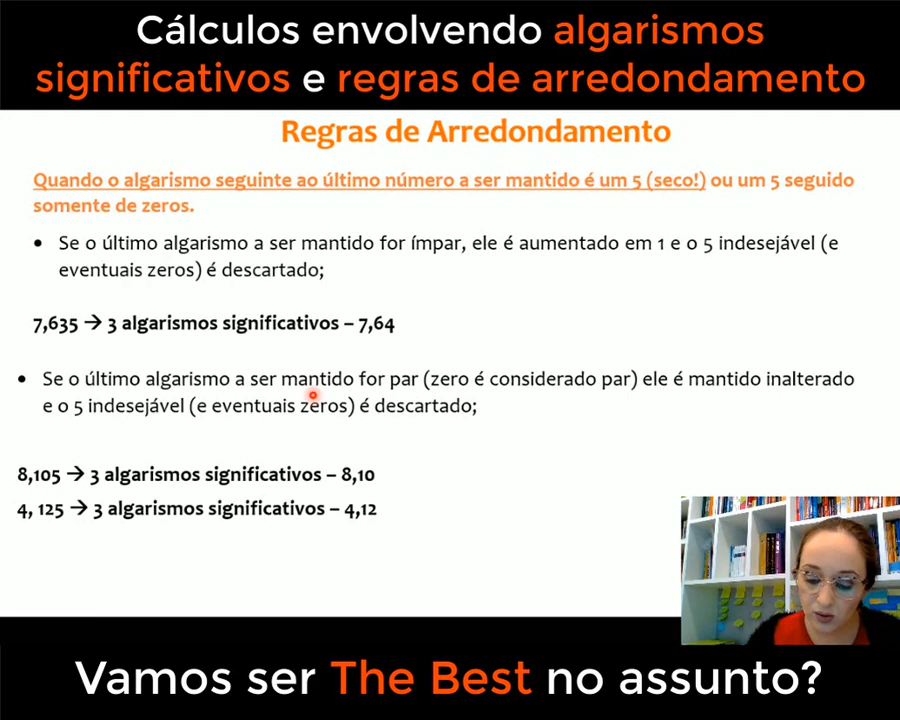 Cálculos envolvendo algarismos
significativos e regras de arredondamento
Regras de Arredondamento
Quando o algarismo seguinte ao último número a ser mantido é um 5 (seco!) ou um 5 seguido
somente de zeros.
• Se o último algarismo a ser mantido for ímpar, ele é aumentado em 1 e o 5 indesejável (e
eventuais zeros) é descartado;
7,635 → 3 algarismos significativos – 7,64
• Se o último algarismo a ser mantido for par (zero é considerado par) ele é mantido inalterado
e o 5 indesejável (e eventuais zeros) é descartado;
8,105 → 3 algarismos significativos – 8,10
4, 125 → 3 algarismos significativos – 4,12
Vamos ser The Best no assunto?